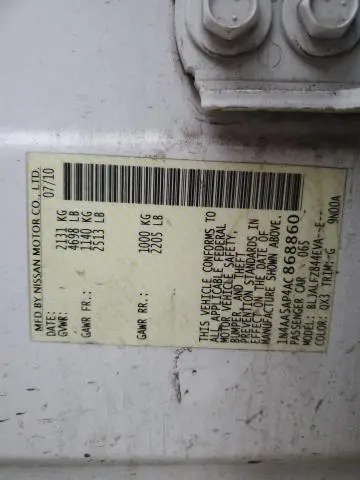 MFD BY NISSAN MOTOR CO., LTD. 07/10
GVWR: 2131 KG
4698 LB
GAWR FR.: 1140 KG
2513 LB
GAWR RR.: 1000 KG
2205 LB
THIS VEHICLE CONFORMS TO
ALL APPLICABLE FEDERAL
MOTOR VEHICLE SAFETY,
BUMPER, AND THEFT
PREVENTION STANDARDS IN
EFFECT ON THE DATE OF
MANUFACTURE SHOWN ABOVE.
1N4AA5AP4AC868860
PASSENGER CAR 065
MODEL: BLJALFZ844EVA--E--
COLOR: QX3 TRIM: G 9N00A